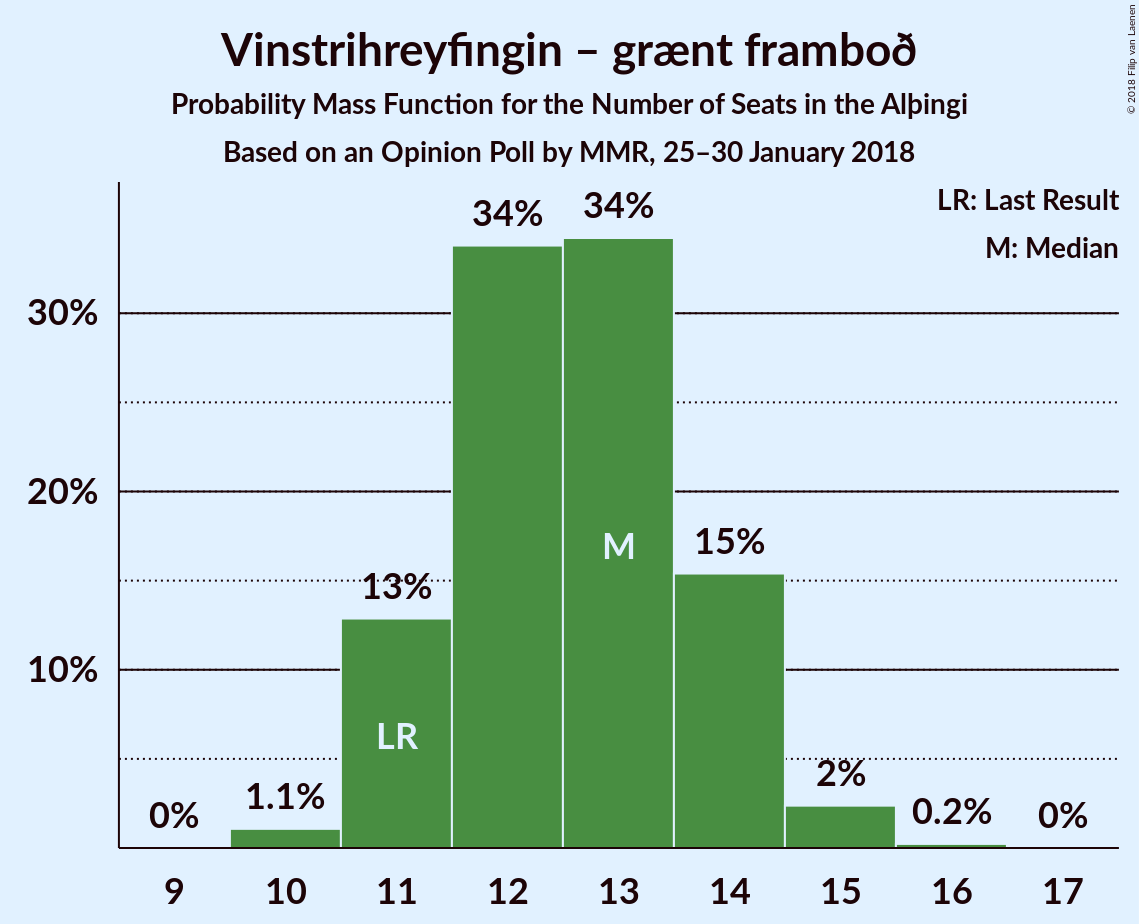 Vinstrihreyfingin – grænt framboð
Probability Mass Function for the Number of Seats in the Alþingi
Based on an Opinion Poll by MMR, 25–30 January 2018
© 2018 Filip van Laenen
LR: Last Result
M: Median
34%
34%
30%
20%
15%
M
13%
10%
LR
2%
1.1%
0.2%
0%
0%
9 10 11 12 13 14 15 16 17